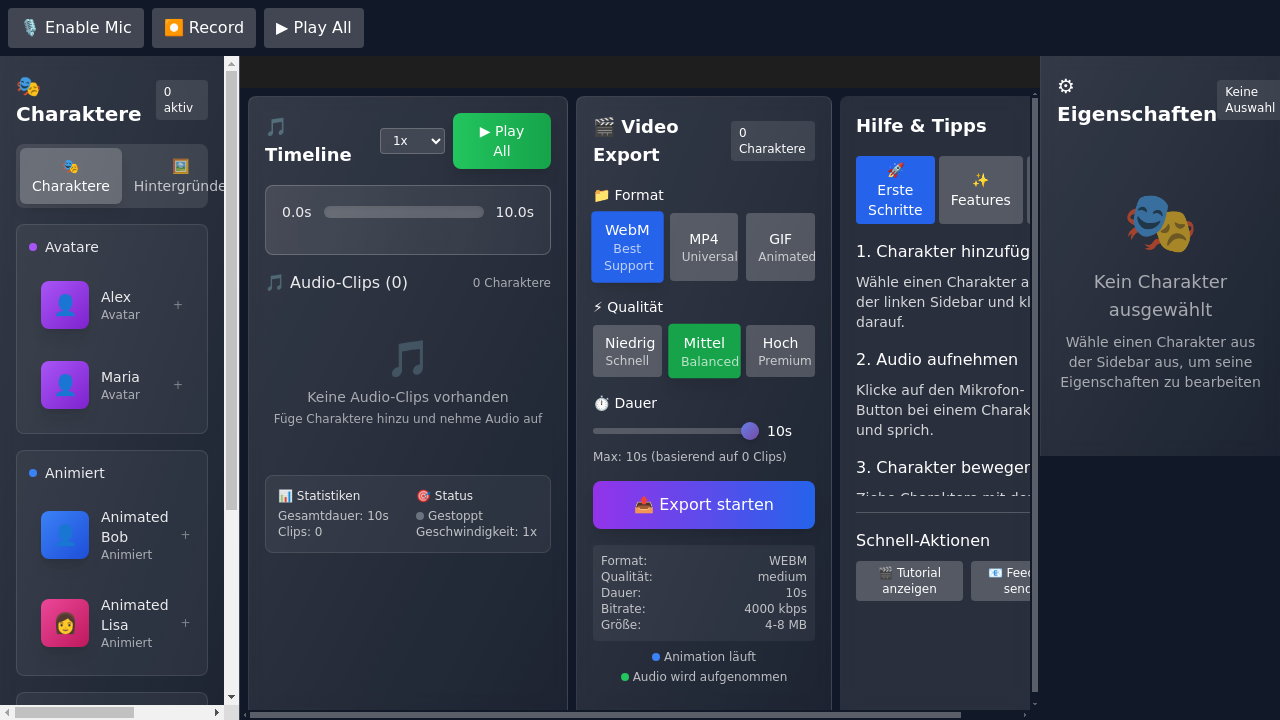 🎙️ Enable Mic
⏺️ Record
▶ Play All
🎭
Charaktere
0
aktiv
🎭
Charaktere
🖼️
Hintergründe
Avatare
Alex
Avatar
+
Maria
Avatar
+
Animiert
Animated
Bob
Animiert
+
Animated
Lisa
Animiert
+
🎵
Timeline
1x
▶ Play
All
0.0s
10.0s
🎵 Audio-Clips (0)
0 Charaktere
Keine Audio-Clips vorhanden
Füge Charaktere hinzu und nehme Audio auf
📊 Statistiken
Gesamtdauer: 10s
Clips: 0
🎯 Status
Gestoppt
Geschwindigkeit: 1x
🎬 Video
Export
0
Charaktere
📁 Format
WebM
Best
Support
MP4
Universal
GIF
Animated
⚡ Qualität
Niedrig
Schnell
Mittel
Balanced
Hoch
Premium
⏱️ Dauer
10s
Max: 10s (basierend auf 0 Clips)
📤 Export starten
Format: WEBM
Qualität: medium
Dauer: 10s
Bitrate: 4000 kbps
Größe: 4-8 MB
Animation läuft
Audio wird aufgenommen
Hilfe & Tipps
🚀
Erste
Schritte
✨
Features
1. Charakter hinzufüg
Wähle einen Charakter a
der linken Sidebar und kl
darauf.
2. Audio aufnehmen
Klicke auf den Mikrofon-
Button bei einem Charak
und sprich.
3. Charakter beweger
Ziehe Charaktere mit der
Schnell-Aktionen
🎬 Tutorial
anzeigen
📧 Feed
send
⚙
Eigenschaften
Keine
Auswahl
Kein Charakter
ausgewählt
Wähle einen Charakter aus
der Sidebar aus, um seine
Eigenschaften zu bearbeiten